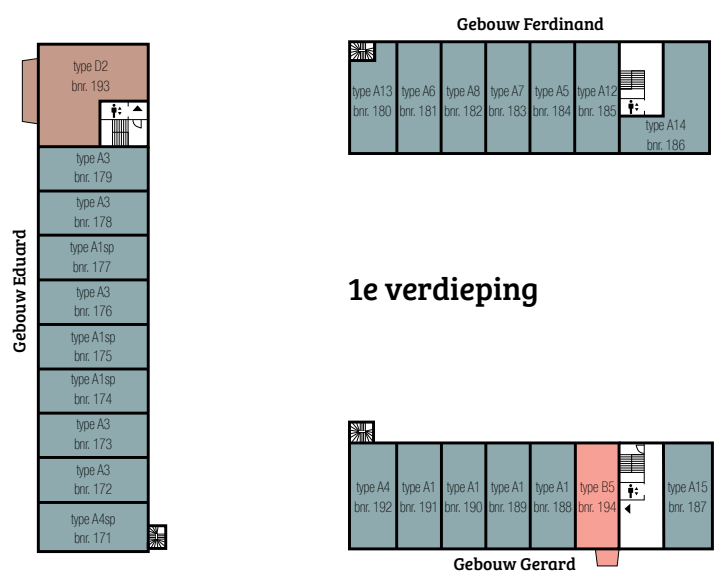 Gebouw Ferdinand
type D2
bnr. 193
type A3
bnr. 179
type A3
bnr. 178
type A1sp
bnr. 177
type A3
bnr. 176
type A1sp
bnr. 175
type A1sp
bnr. 174
type A3
bnr. 173
type A3
bnr. 172
type A4sp
bnr. 171
Gebouw Eduard
type A13
bnr. 180
type A6
bnr. 181
type A8
bnr. 182
type A7
bnr. 183
type A5
bnr. 184
type A12
bnr. 185
type A14
bnr. 186
1e verdieping
type A4
bnr. 192
type A1
bnr. 191
type A1
bnr. 190
type A1
bnr. 189
type A1
bnr. 188
type B5
bnr. 194
type A15
bnr. 187
Gebouw Gerard